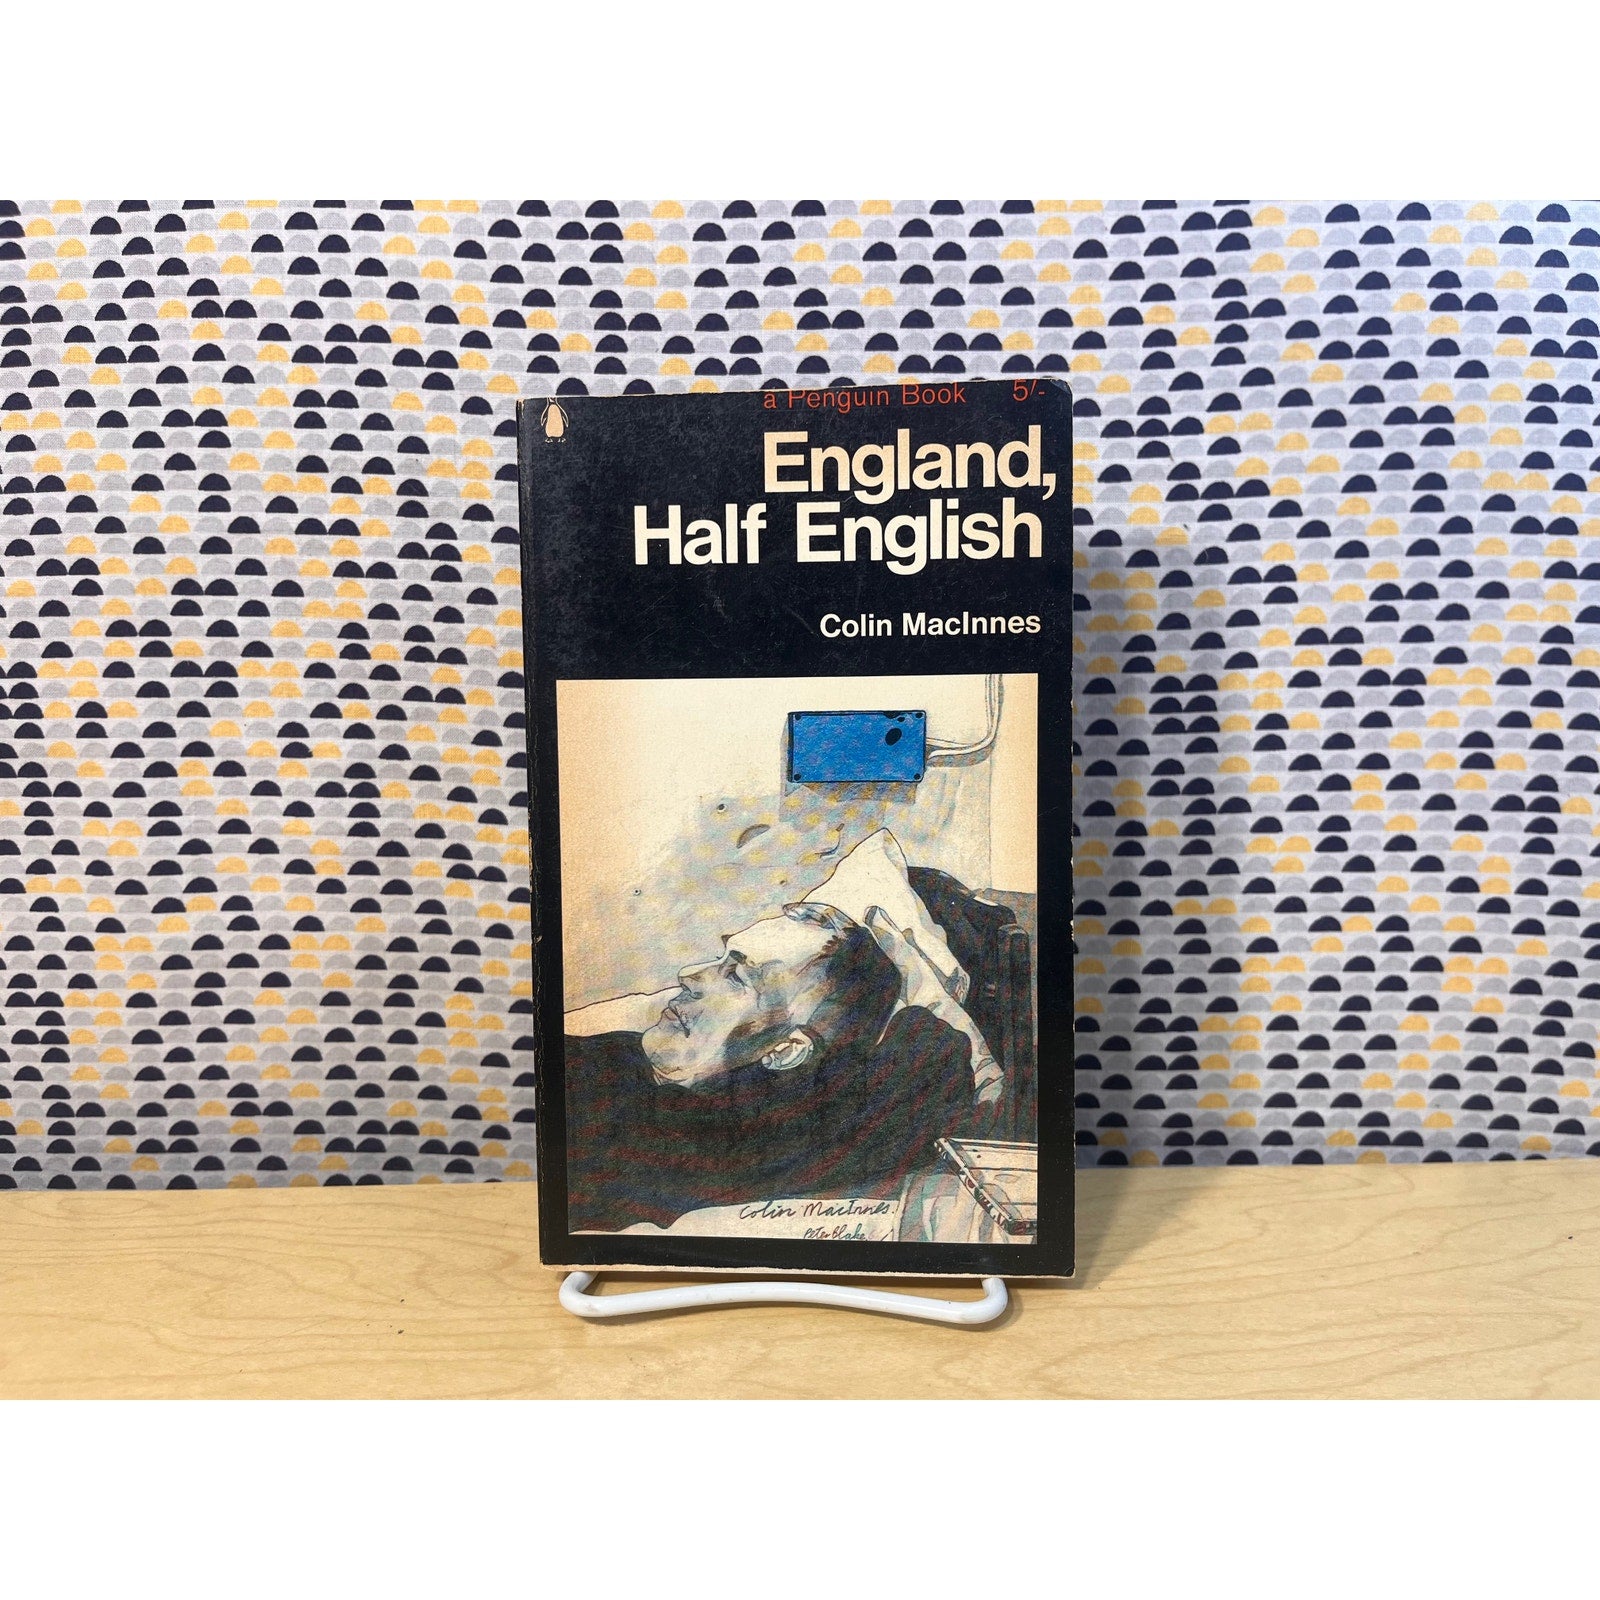 a Penguin Book 5/-
England,
Half English
Colin MacInnes
Colin MacInnes.
Peter Blake